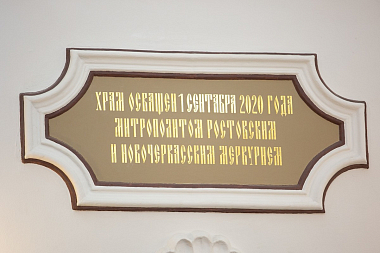 ХРАМ ОСВЯЩЕН 1 СЕНТЯБРЯ 2020 ГОДА
МИТРОПОЛИТОМ РОСТОВСКИМ
И НОВОЧЕРКАССКИМ МЕРКУРИЕМ